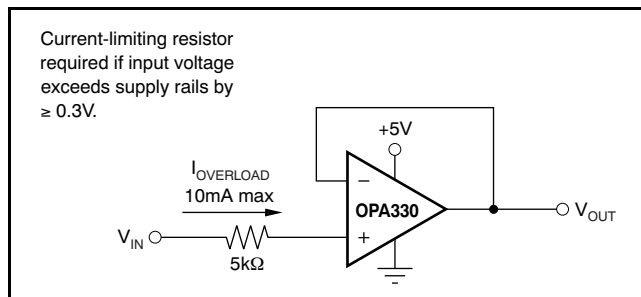 Current-limiting resistor
required if input voltage
exceeds supply rails by
≥ 0.3V.
+5V
I_OVERLOAD
10mA max
−
OPA330
V_OUT
V_IN
+
5kΩ